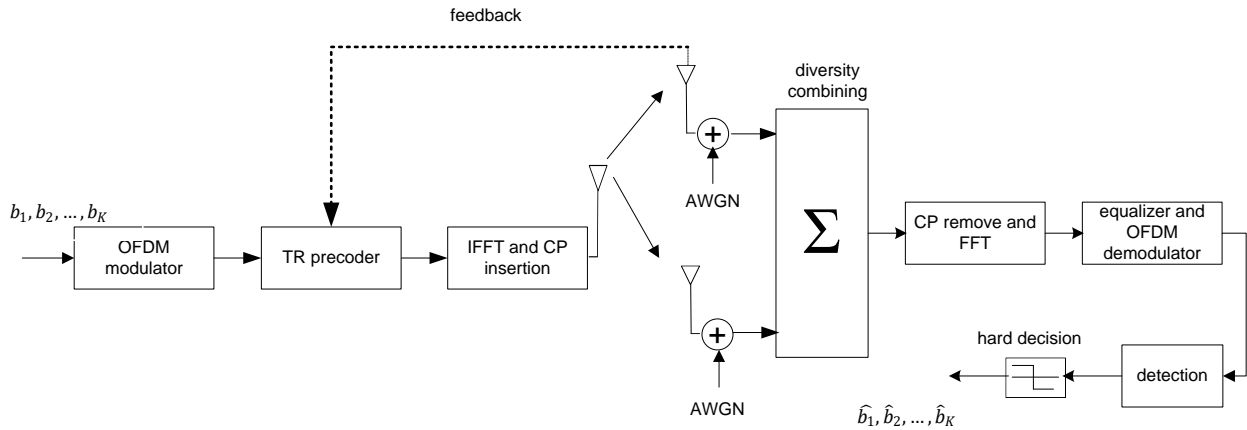 feedback
diversity
combining
AWGN
b₁, b₂, …, b_K
OFDM
modulator
TR precoder
IFFT and CP
insertion
Σ
CP remove and
FFT
equalizer and
OFDM
demodulator
AWGN
hard decision
detection
b̂₁, b̂₂, …, b̂_K